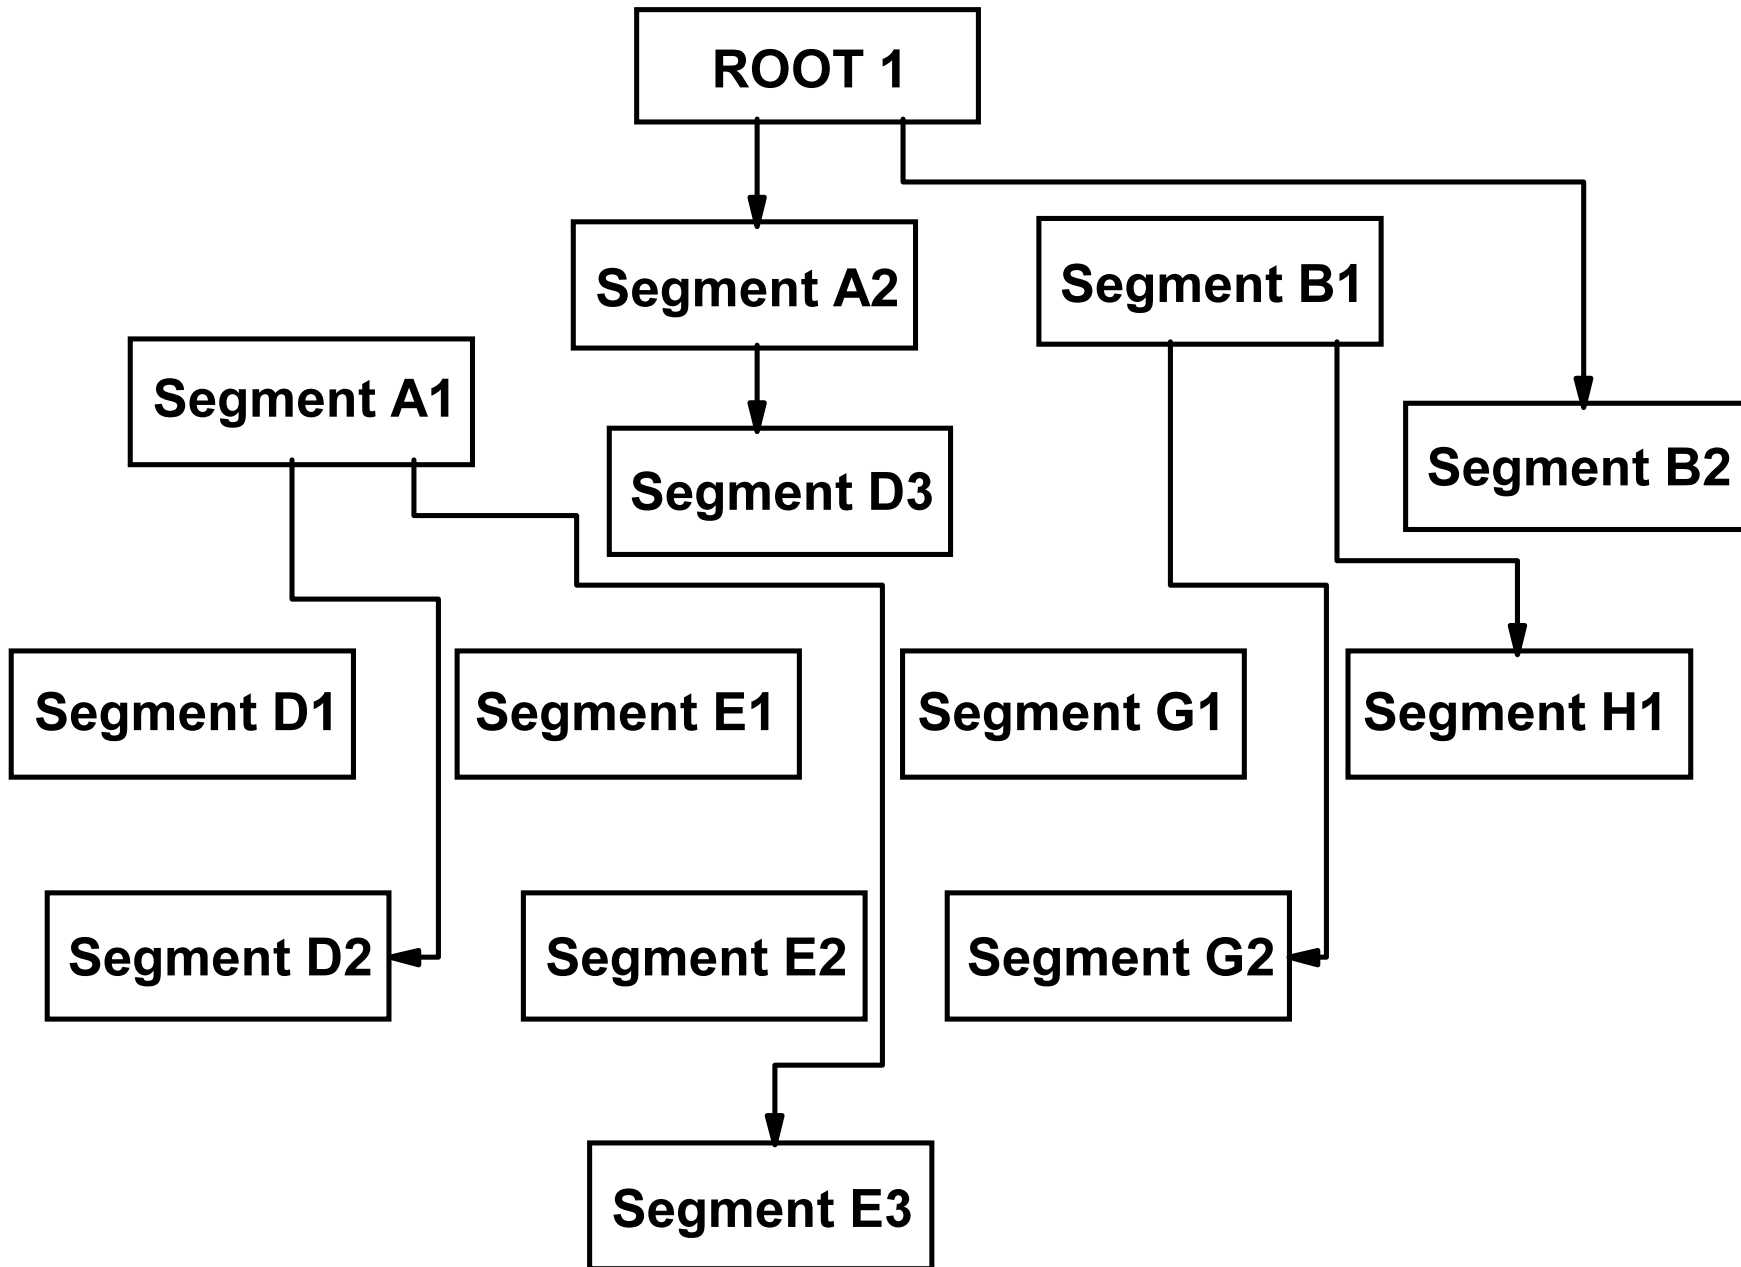 ROOT 1
Segment A2
Segment B1
Segment A1
Segment B2
Segment D3
Segment D1
Segment E1
Segment G1
Segment H1
Segment D2
Segment E2
Segment G2
Segment E3